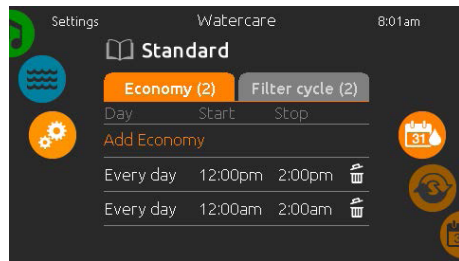 Settings Watercare 8:01am
Standard
Economy (2) Filter cycle (2)
Day Start Stop
Add Economy
Every day 12:00pm 2:00pm
Every day 12:00am 2:00am
31